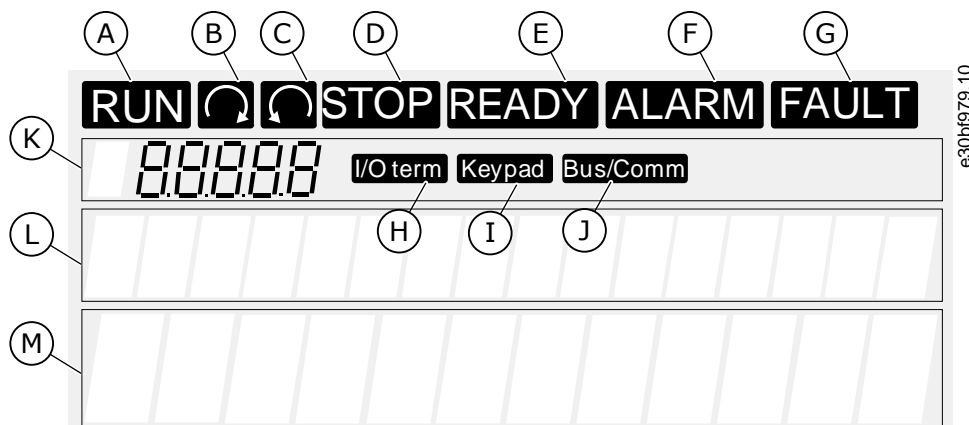 A B C D E F G
RUN STOP READY ALARM FAULT
K 8.8.8.8.8 I/O term Keypad Bus/Comm
H I J
L
M
e30bf979.10